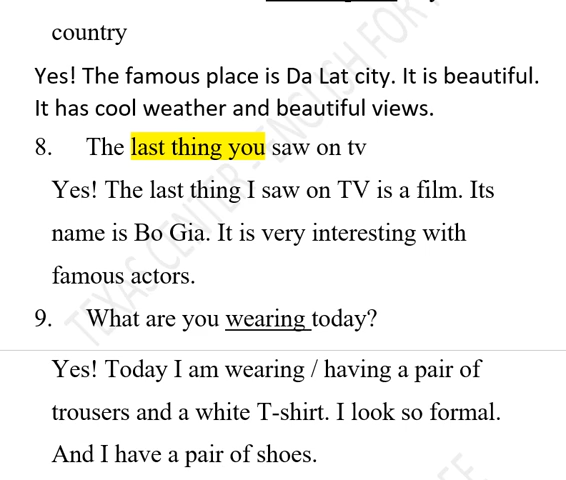 country
Yes! The famous place is Da Lat city. It is beautiful.
It has cool weather and beautiful views.
8. The last thing you saw on tv
Yes! The last thing I saw on TV is a film. Its
name is Bo Gia. It is very interesting with
famous actors.
9. What are you wearing today?
Yes! Today I am wearing / having a pair of
trousers and a white T-shirt. I look so formal.
And I have a pair of shoes.